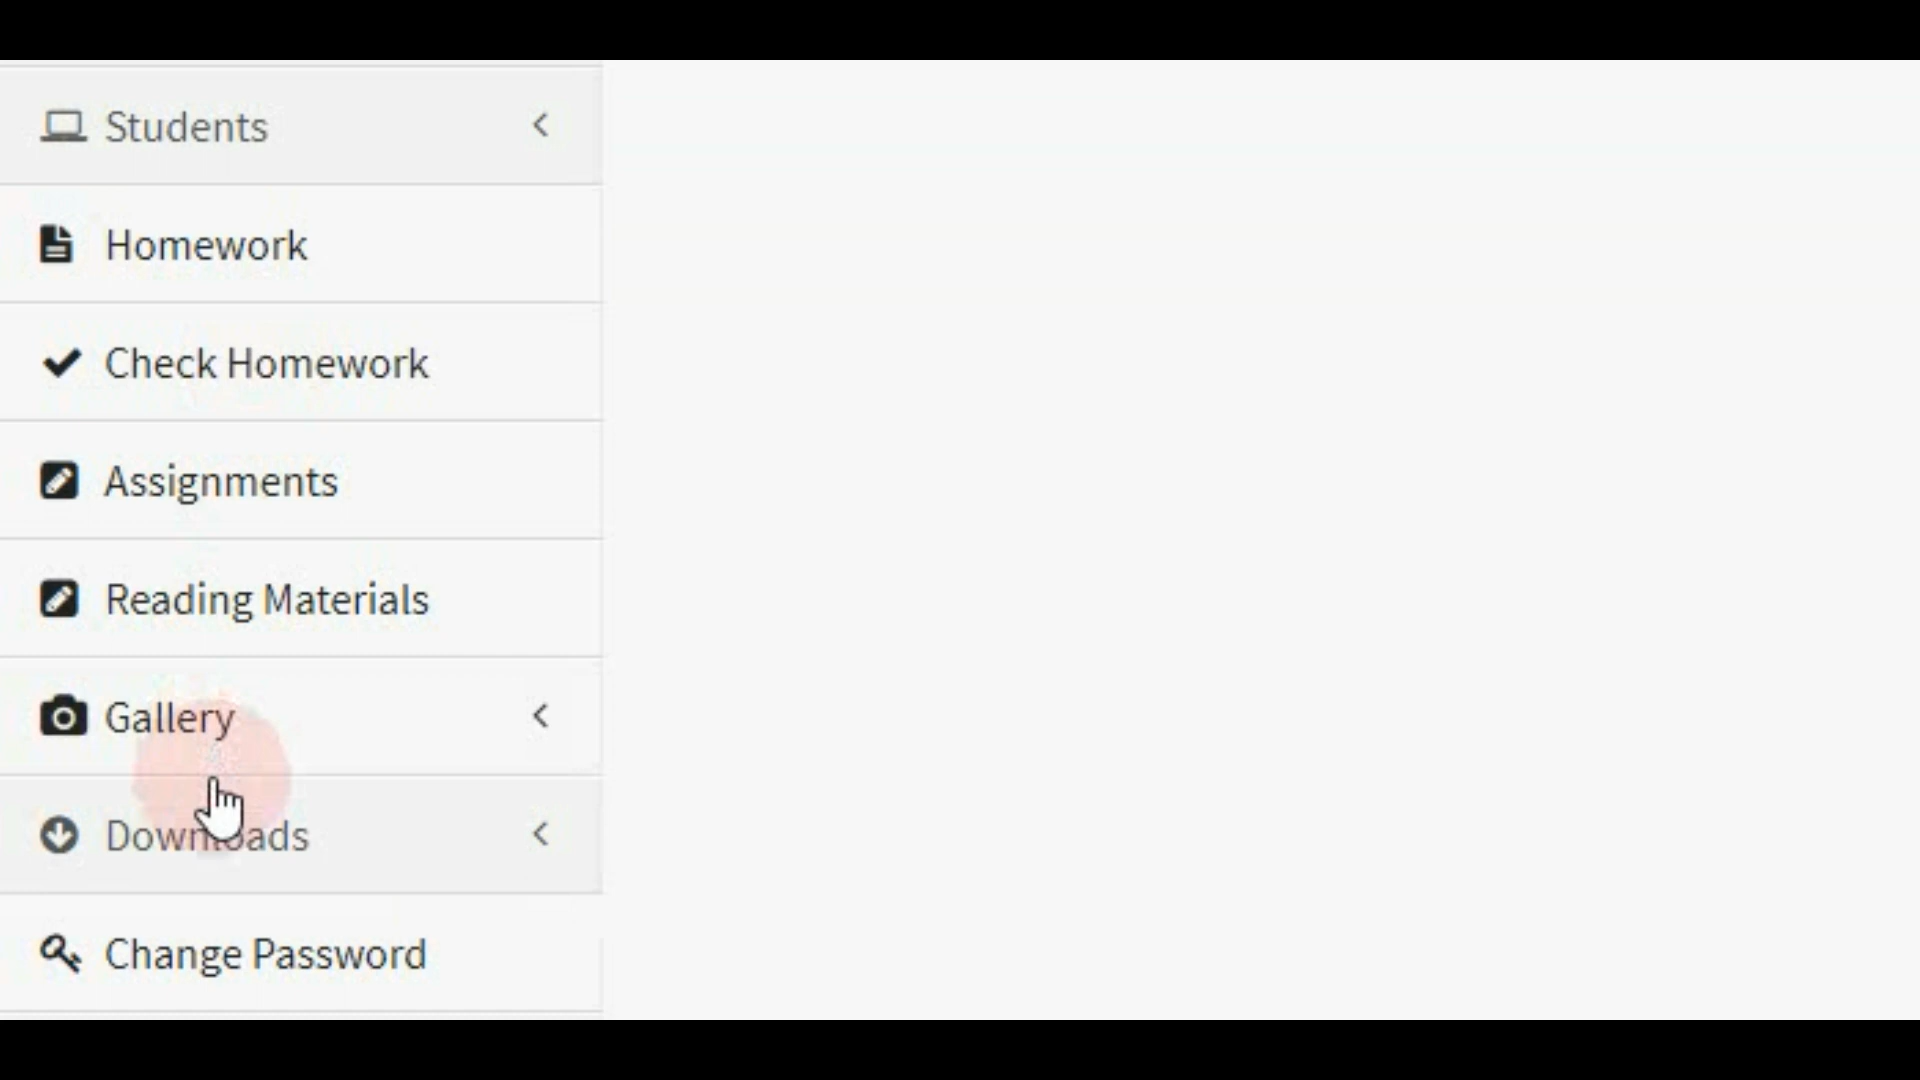 Students
Homework
Check Homework
Assignments
Reading Materials
Gallery
Downloads
Change Password